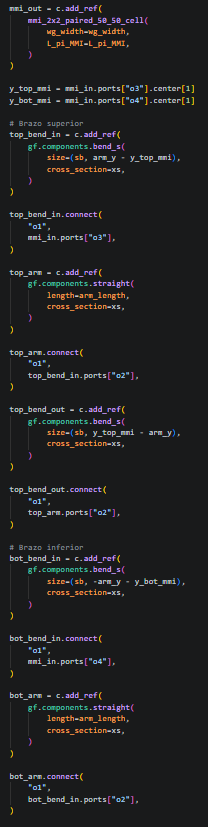 mmi_out = c.add_ref(
    mmi_2x2_paired_50_50_cell(
        wg_width=wg_width,
        L_pi_MMI=L_pi_MMI,
    )
)

y_top_mmi = mmi_in.ports["o3"].center[1]
y_bot_mmi = mmi_in.ports["o4"].center[1]

# Brazo superior
top_bend_in = c.add_ref(
    gf.components.bend_s(
        size=(sb, arm_y - y_top_mmi),
        cross_section=xs,
    )
)

top_bend_in.connect(
    "o1",
    mmi_in.ports["o3"],
)

top_arm = c.add_ref(
    gf.components.straight(
        length=arm_length,
        cross_section=xs,
    )
)

top_arm.connect(
    "o1",
    top_bend_in.ports["o2"],
)

top_bend_out = c.add_ref(
    gf.components.bend_s(
        size=(sb, y_top_mmi - arm_y),
        cross_section=xs,
    )
)

top_bend_out.connect(
    "o1",
    top_arm.ports["o2"],
)

# Brazo inferior
bot_bend_in = c.add_ref(
    gf.components.bend_s(
        size=(sb, -arm_y - y_bot_mmi),
        cross_section=xs,
    )
)

bot_bend_in.connect(
    "o1",
    mmi_in.ports["o4"],
)

bot_arm = c.add_ref(
    gf.components.straight(
        length=arm_length,
        cross_section=xs,
    )
)

bot_arm.connect(
    "o1",
    bot_bend_in.ports["o2"],
)